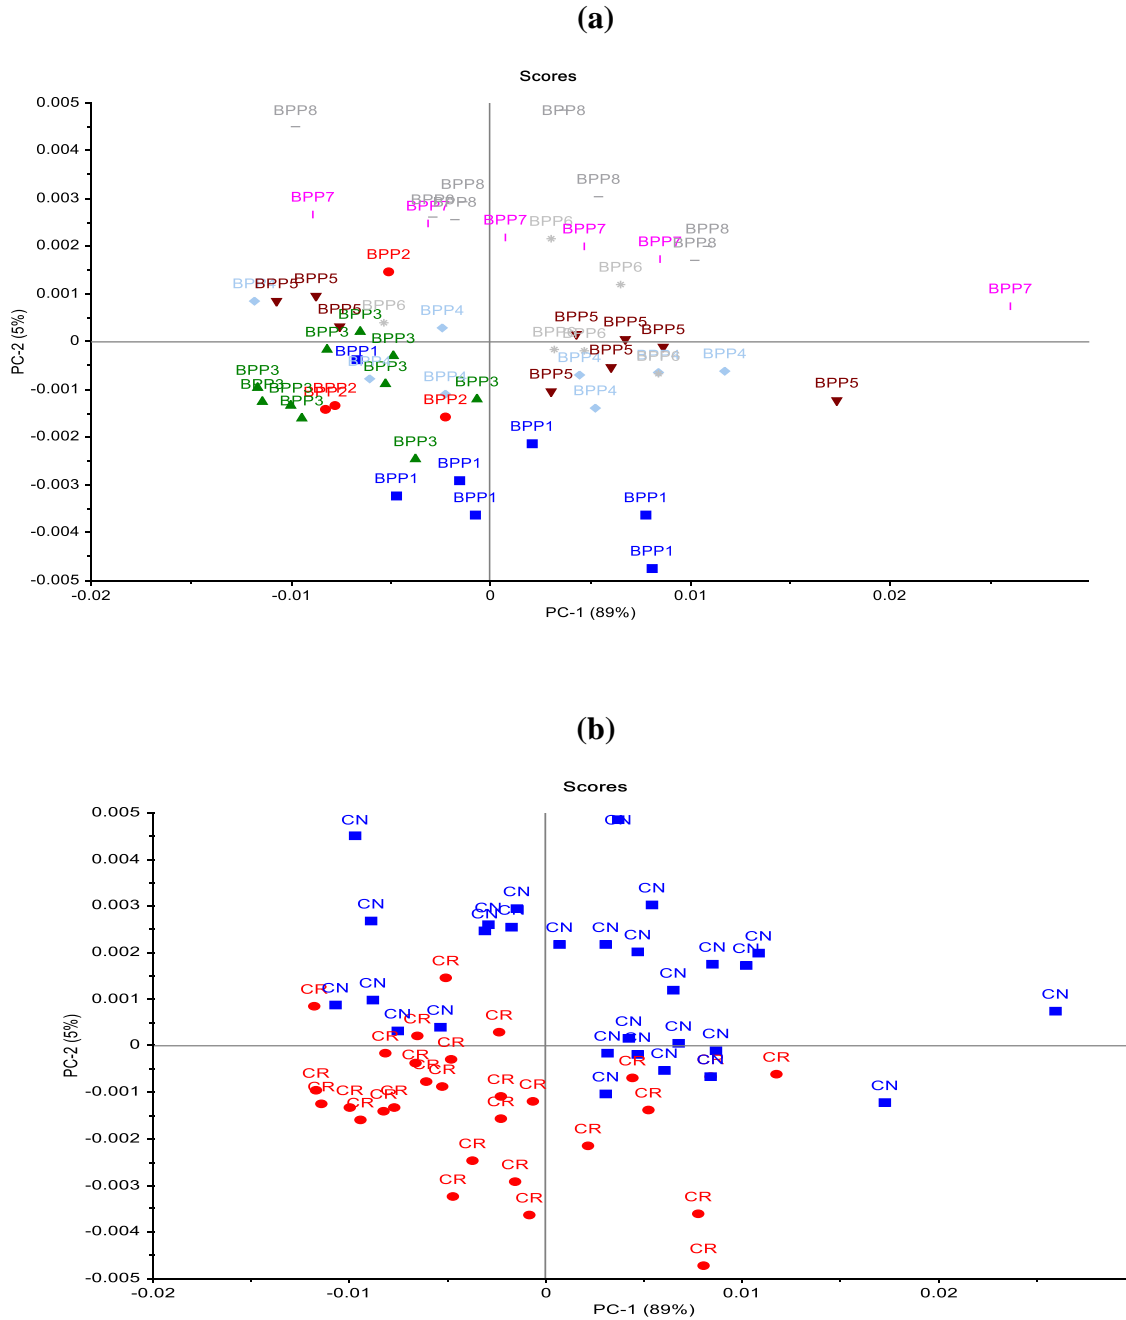 (a)
Scores
0.005
0.004
0.003
0.002
0.001
0
-0.001
-0.002
-0.003
-0.004
-0.005
PC-2 (5%)
BPP8 BPP8
BPP8 BPP8
BPP7 BPP8 BPP7 BPP8
BPP7 BPP6 BPP7 BPP8
BPP2 BPP7 BPP8
BPP5 BPP5 BPP6 BPP7
BPP5 BPP6 BPP4 BPP5 BPP5
BPP3 BPP3 BPP3 BPP6 BPP5
BPP1 BPP3 BPP5 BPP4 BPP6 BPP4
BPP3 BPP3 BPP2 BPP4 BPP3 BPP5 BPP4 BPP5
BPP3 BPP2 BPP1
BPP3
BPP1 BPP1
BPP1 BPP1
BPP1
-0.02 -0.01 0 0.01 0.02
PC-1 (89%)
(b)
Scores
0.005
0.004
0.003
0.002
0.001
0
-0.001
-0.002
-0.003
-0.004
-0.005
PC-2 (5%)
CN CN
CN CN CN
CN CN CN CN CN
CN CN CN CN
CR CN
CR CN CN CN
CN CN CR CR CN CN
CR CR CR CN CN CN CN
CR CR CN CR CR
CR CR CR CR CR CR CN CR CN
CR CR
CR CR CR
CR CR
CR
-0.02 -0.01 0 0.01 0.02
PC-1 (89%)